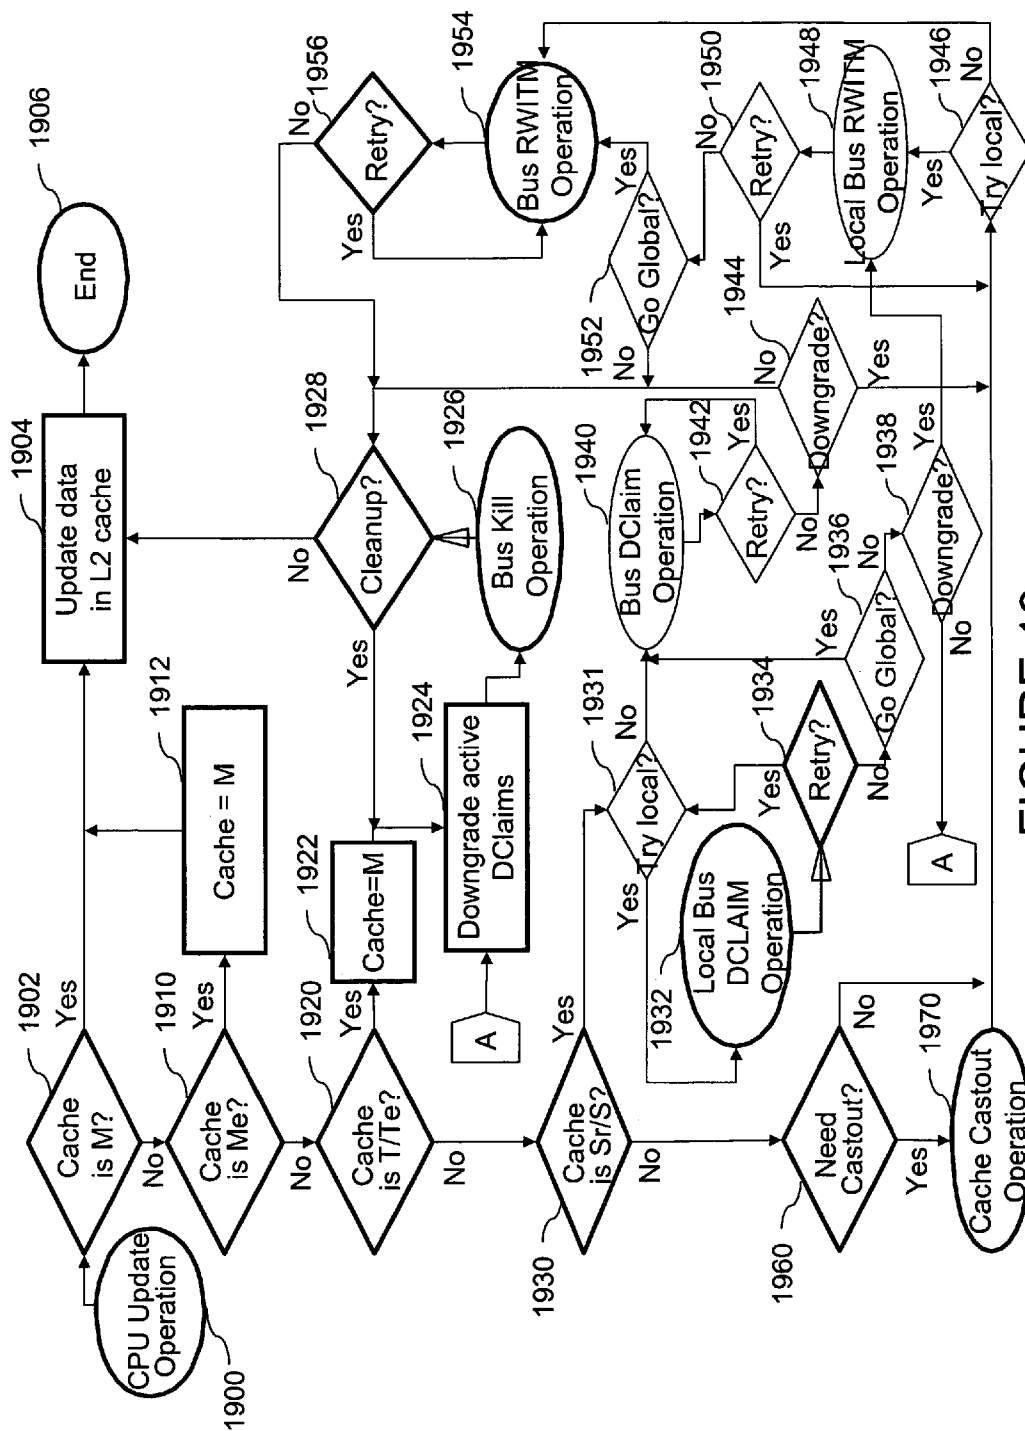 1900
CPU Update
Operation
1902
Cache
is M?
Yes
No
1904
Update data
in L2 cache
1906
End
1910
Cache
is Me?
Yes
No
1912
Cache = M
1920
Cache
is T/Te?
Yes
No
1922
Cache=M
1924
Downgrade active
DClaims
A
1926
Bus Kill
Operation
1928
Cleanup?
Yes
No
1930
Cache
is Sr/S?
Yes
No
1931
Try local?
Yes
No
1932
Local Bus
DCLAIM
Operation
1934
Retry?
Yes
No
1936
Go Global?
Yes
No
1938
Downgrade?
Yes
No
A
1940
Bus DClaim
Operation
1942
Retry?
Yes
No
1944
Downgrade?
No
Yes
1946
Try local?
Yes
No
1948
Local Bus RWITM
Operation
1950
Retry?
Yes
No
1952
Go Global?
Yes
No
1954
Bus RWITM
Operation
1956
Retry?
Yes
No
1960
Need
Castout?
Yes
No
1970
Cache Castout
Operation